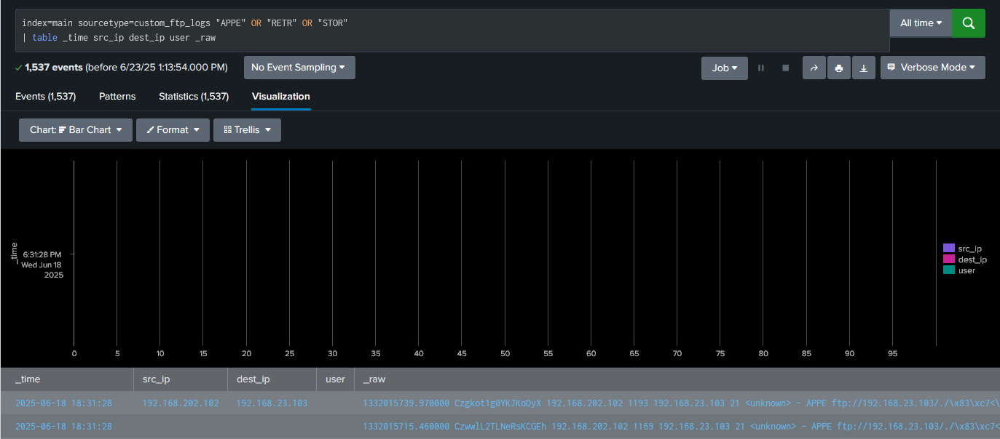 index=main sourcetype=custom_ftp_logs "APPE" OR "RETR" OR "STOR"
| table _time src_ip dest_ip user _raw
All time
1,537 events (before 6/23/25 1:13:54.000 PM)
No Event Sampling
Job
Verbose Mode
Events (1,537) Patterns Statistics (1,537) Visualization
Chart: Bar Chart Format Trellis
_time
6:31:28 PM
Wed Jun 18
2025
src_ip
dest_ip
user
0 5 10 15 20 25 30 35 40 45 50 55 60 65 70 75 80 85 90 95
_time src_ip dest_ip user _raw
2025-06-18 18:31:28 192.168.202.102 192.168.23.103 1332015739.970000 Czgkot1g0YKJKoDyX 192.168.202.102 1193 192.168.23.103 21 <unknown> - APPE ftp://192.168.23.103/./\x83\xc7<\
2025-06-18 18:31:28 1332015715.460000 CzwwlL2TLNeRsKCGEh 192.168.202.102 1169 192.168.23.103 21 <unknown> - APPE ftp://192.168.23.103/./\x83\xc7<